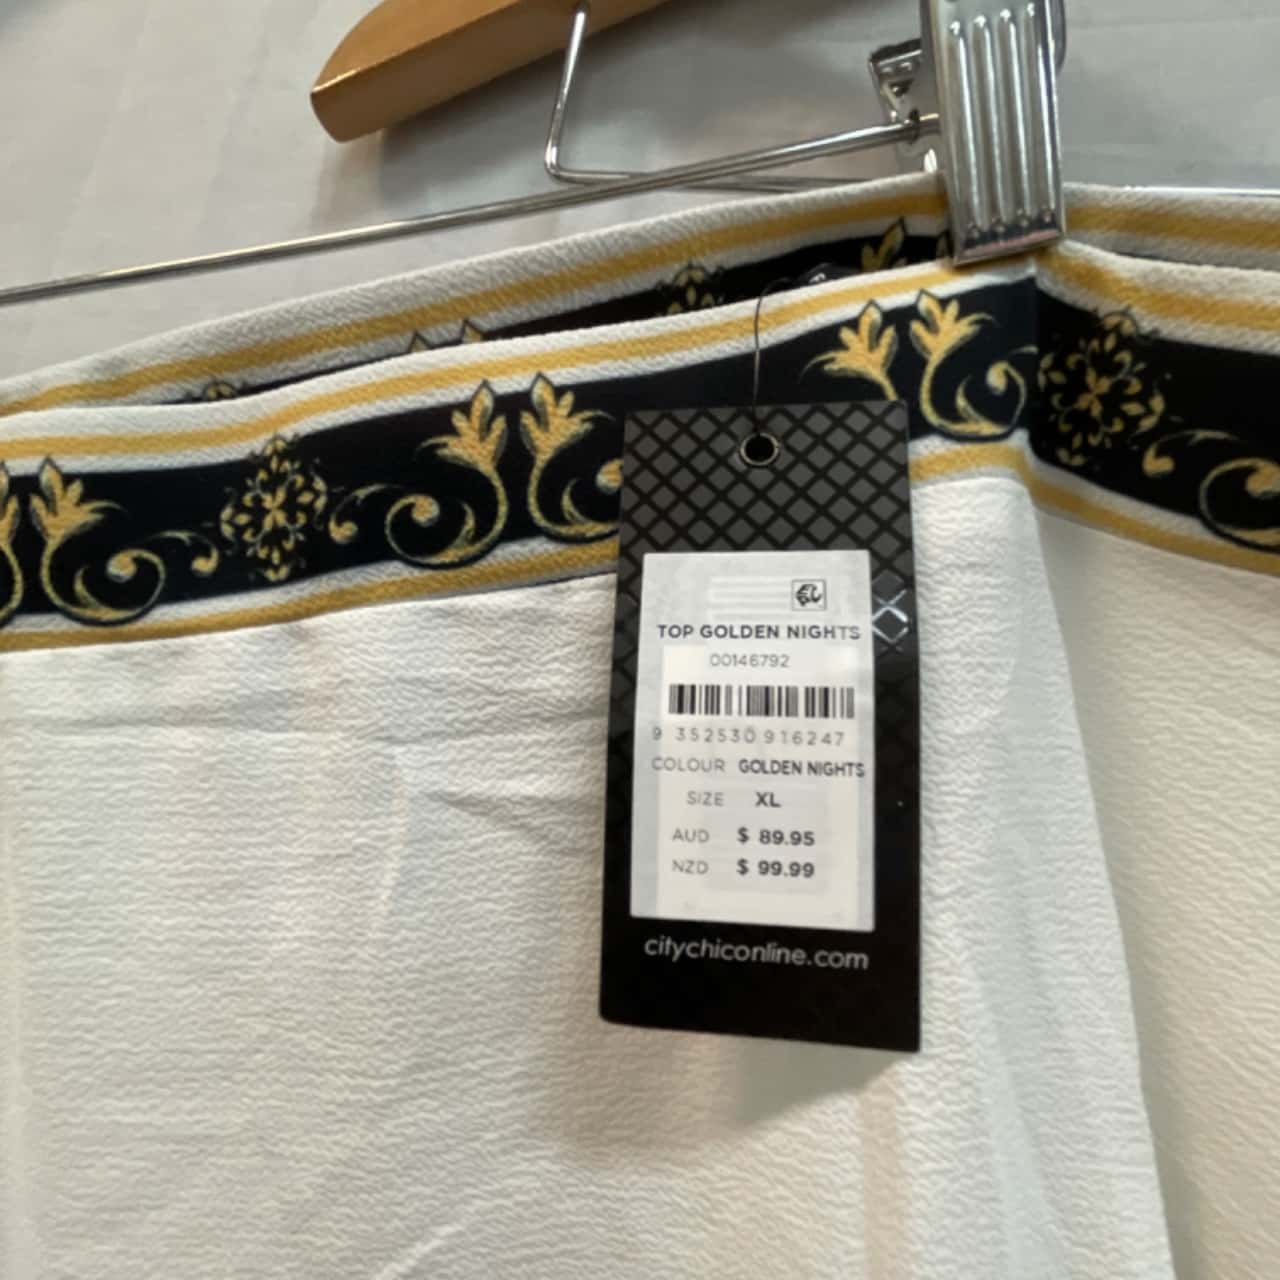 TOP GOLDEN NIGHTS
00146792
9 352530 916247
COLOUR GOLDEN NIGHTS
SIZE XL
AUD $ 89.95
NZD $ 99.99
citychiconline.com